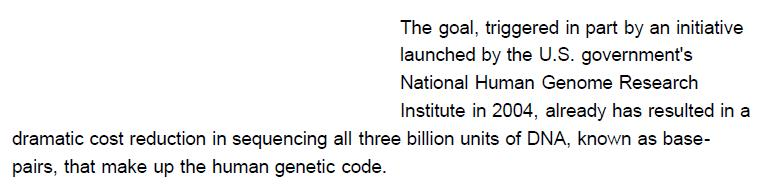 The goal, triggered in part by an initiative
launched by the U.S. government's
National Human Genome Research
Institute in 2004, already has resulted in a
dramatic cost reduction in sequencing all three billion units of DNA, known as base-
pairs, that make up the human genetic code.